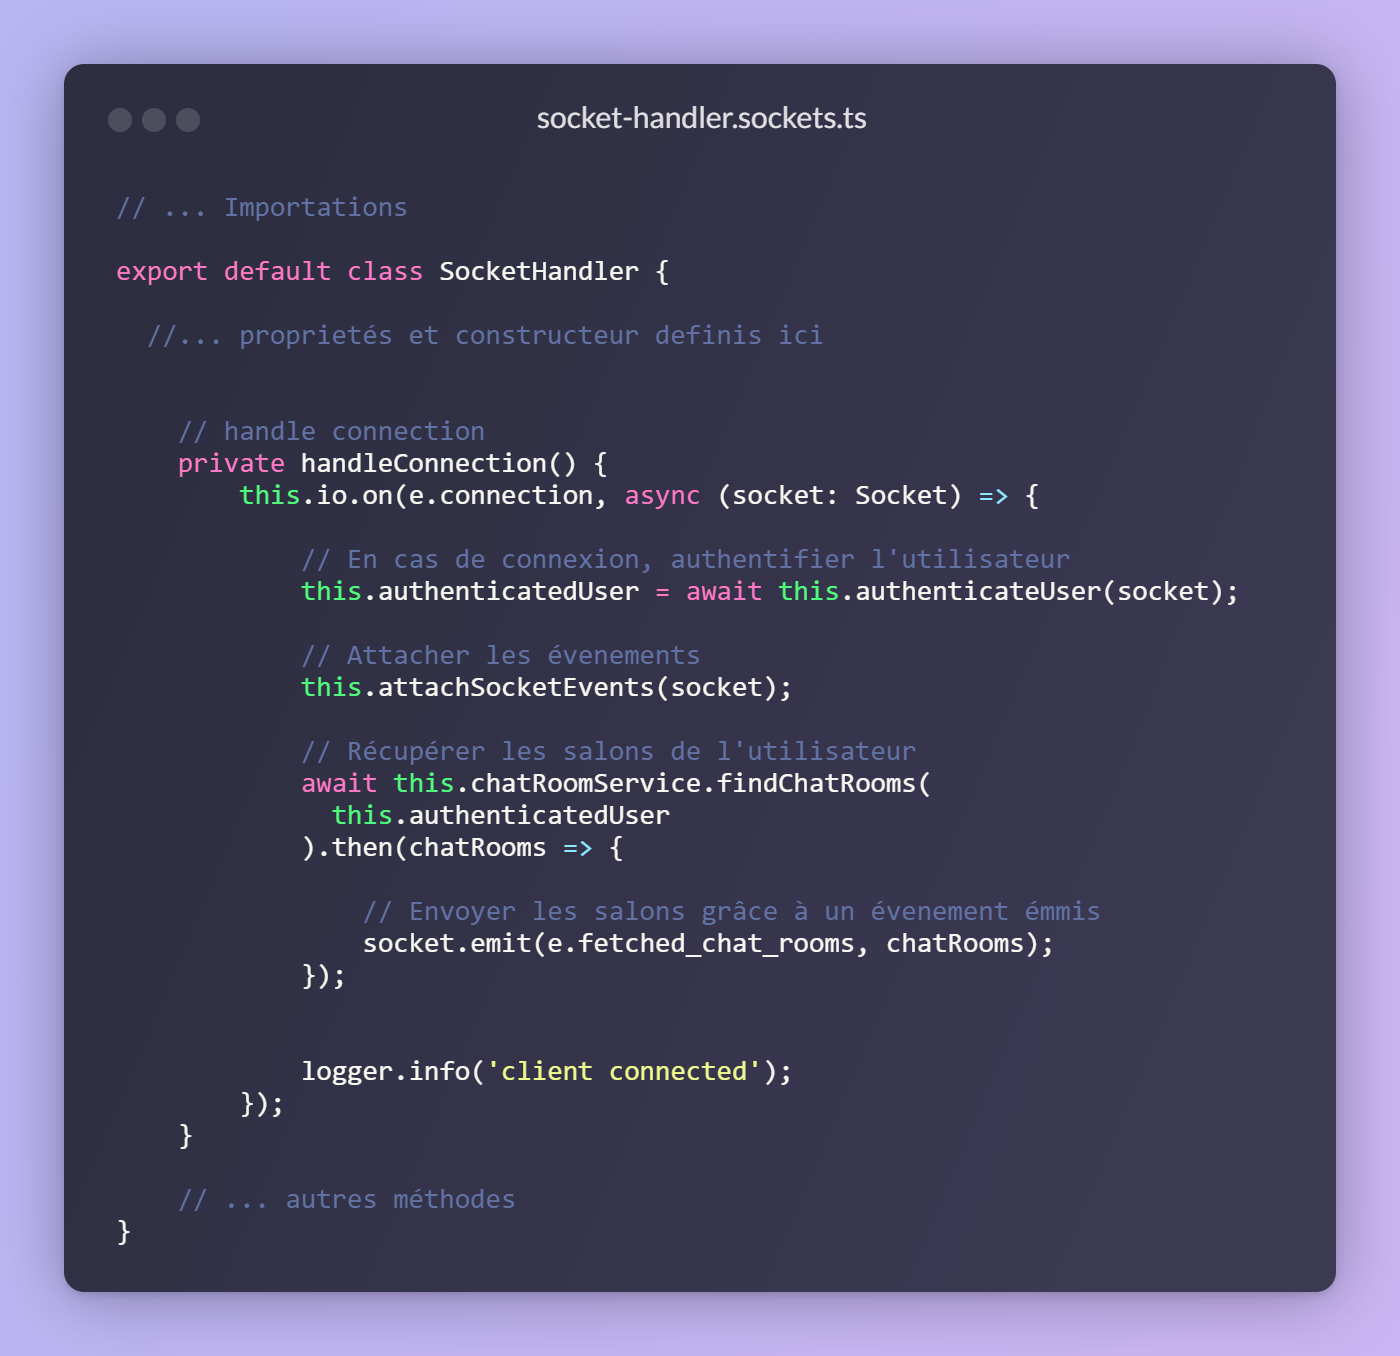 socket-handler.sockets.ts
// ... Importations
export default class SocketHandler {
//... proprietés et constructeur definis ici
// handle connection
private handleConnection() {
this.io.on(e.connection, async (socket: Socket) => {
// En cas de connexion, authentifier l'utilisateur
this.authenticatedUser = await this.authenticateUser(socket);
// Attacher les évenements
this.attachSocketEvents(socket);
// Récupérer les salons de l'utilisateur
await this.chatRoomService.findChatRooms(
this.authenticatedUser
).then(chatRooms => {
// Envoyer les salons grâce à un évenement émmis
socket.emit(e.fetched_chat_rooms, chatRooms);
});
logger.info('client connected');
});
}
// ... autres méthodes
}